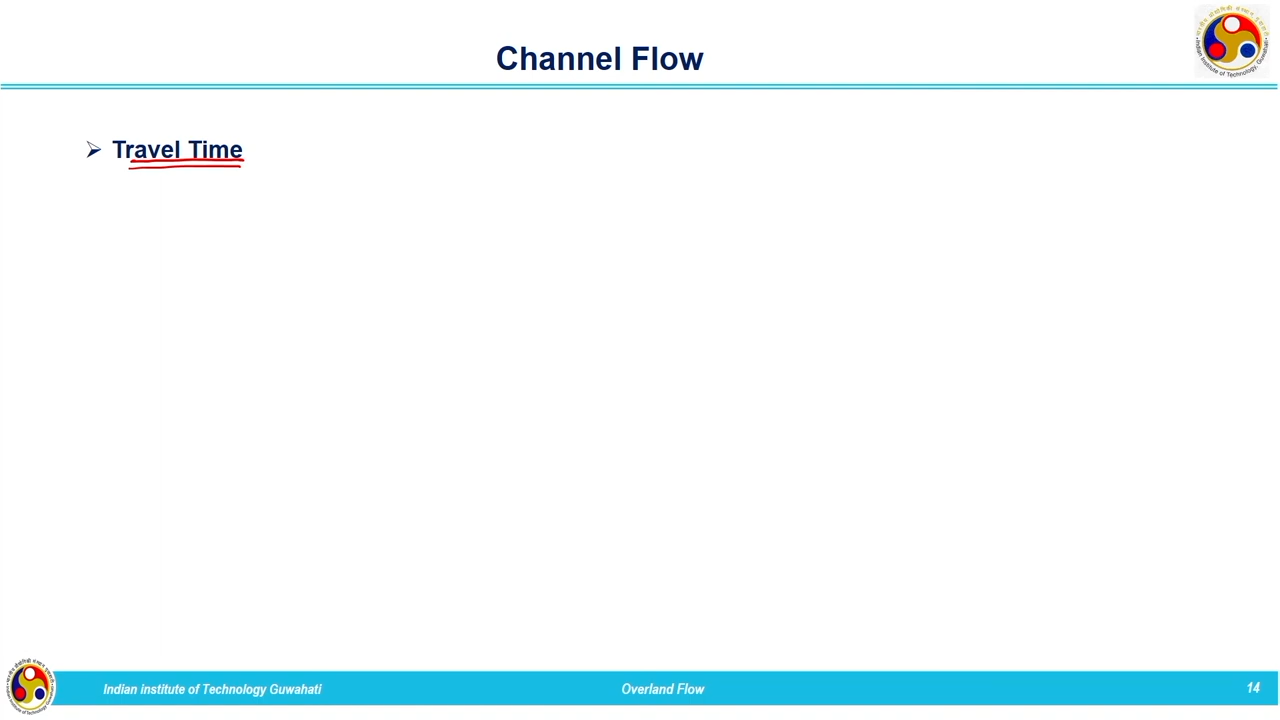 Channel Flow
➢ Travel Time
Indian institute of Technology Guwahati
Overland Flow
14